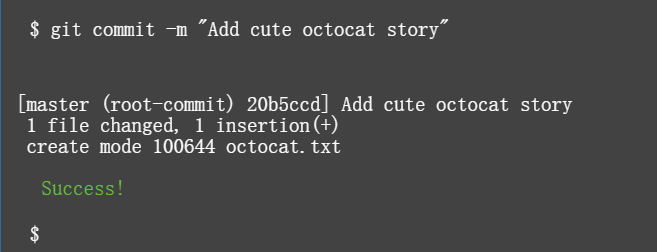 $ git commit -m "Add cute octocat story"
[master (root-commit) 20b5ccd] Add cute octocat story
1 file changed, 1 insertion(+)
create mode 100644 octocat.txt
Success!
$